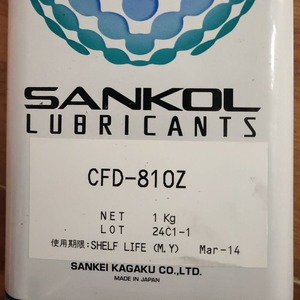 SANKOL
LUBRICANTS
CFD-810Z
NET 1 Kg
LOT 24C1-1
使用期限:SHELF LIFE (M.Y) Mar-14
SANKEI KAGAKU CO.,LTD.
MADE IN JAPAN